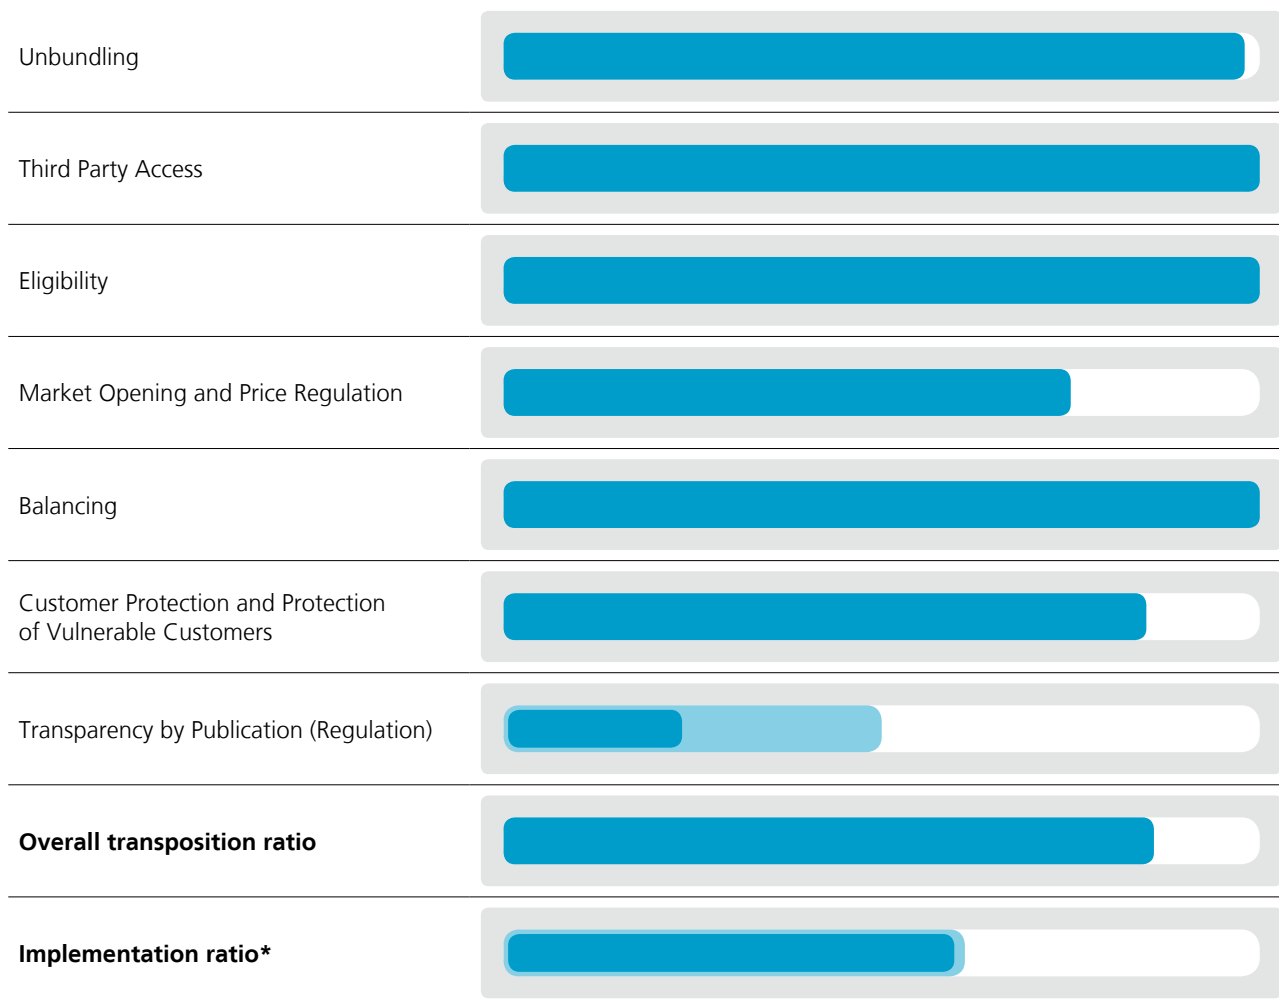 Unbundling
Third Party Access
Eligibility
Market Opening and Price Regulation
Balancing
Customer Protection and Protection
of Vulnerable Customers
Transparency by Publication (Regulation)
Overall transposition ratio
Implementation ratio*